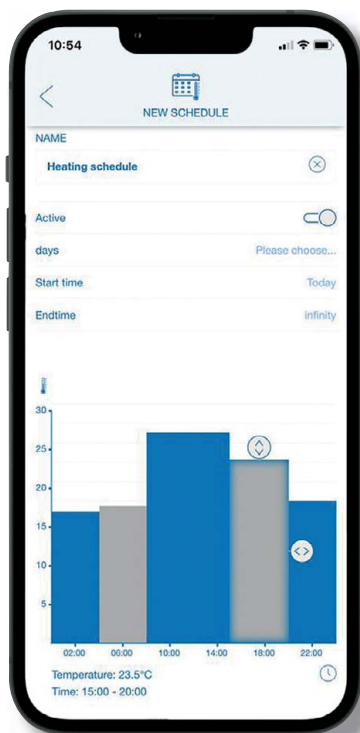 10:54
NEW SCHEDULE
NAME
Heating schedule
Active
days Please choose...
Start time Today
Endtime infinity
30
25
20
15
10
5
02:00 06:00 10:00 14:00 18:00 22:00
Temperature: 23.5°C
Time: 15:00 - 20:00